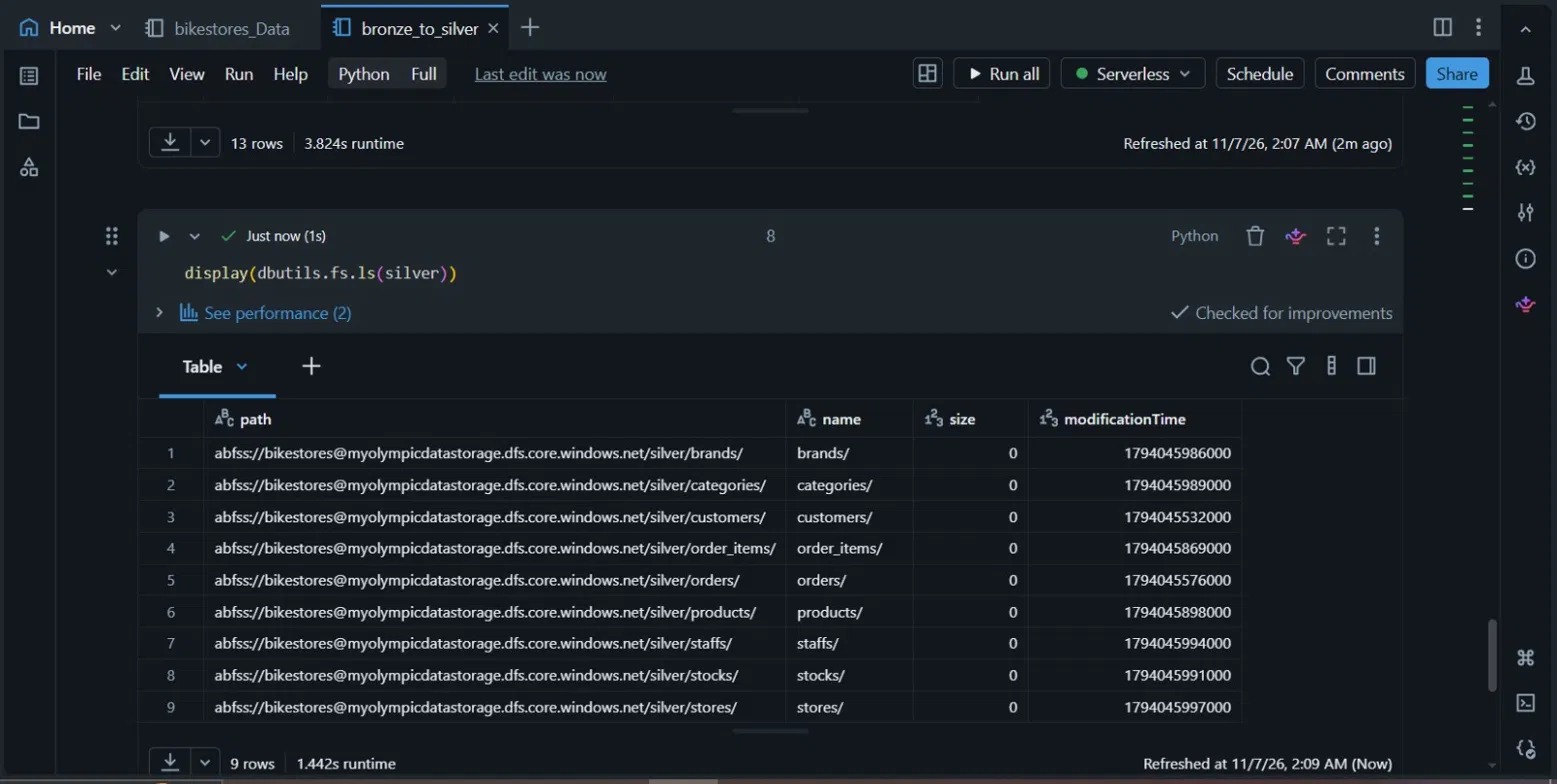 Home bikestores_Data bronze_to_silver
File Edit View Run Help Python Full Last edit was now Run all Serverless Schedule Comments Share
13 rows 3.824s runtime Refreshed at 11/7/26, 2:07 AM (2m ago)
Just now (1s) 8 Python
display(dbutils.fs.ls(silver))
See performance (2) Checked for improvements
Table
path name size modificationTime
1 abfss://bikestores@myolympicdatastorage.dfs.core.windows.net/silver/brands/ brands/ 0 1794045986000
2 abfss://bikestores@myolympicdatastorage.dfs.core.windows.net/silver/categories/ categories/ 0 1794045989000
3 abfss://bikestores@myolympicdatastorage.dfs.core.windows.net/silver/customers/ customers/ 0 1794045532000
4 abfss://bikestores@myolympicdatastorage.dfs.core.windows.net/silver/order_items/ order_items/ 0 1794045869000
5 abfss://bikestores@myolympicdatastorage.dfs.core.windows.net/silver/orders/ orders/ 0 1794045576000
6 abfss://bikestores@myolympicdatastorage.dfs.core.windows.net/silver/products/ products/ 0 1794045898000
7 abfss://bikestores@myolympicdatastorage.dfs.core.windows.net/silver/staffs/ staffs/ 0 1794045994000
8 abfss://bikestores@myolympicdatastorage.dfs.core.windows.net/silver/stocks/ stocks/ 0 1794045991000
9 abfss://bikestores@myolympicdatastorage.dfs.core.windows.net/silver/stores/ stores/ 0 1794045997000
9 rows 1.442s runtime Refreshed at 11/7/26, 2:09 AM (Now)